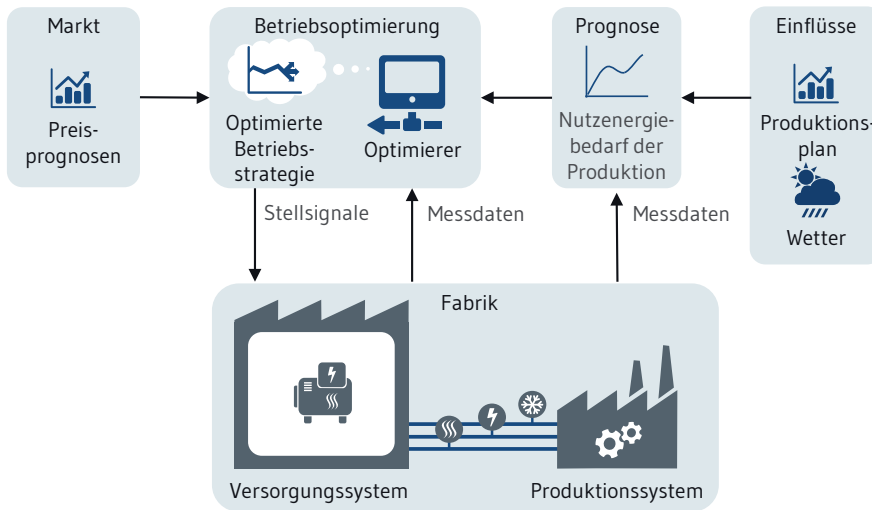 Markt
Preis-
prognosen
Betriebsoptimierung
Optimierte
Betriebs-
strategie
Optimierer
Prognose
Nutzenergie-
bedarf der
Produktion
Einflüsse
Produktions-
plan
Wetter
Stellsignale
Messdaten
Messdaten
Fabrik
Versorgungssystem
Produktionssystem